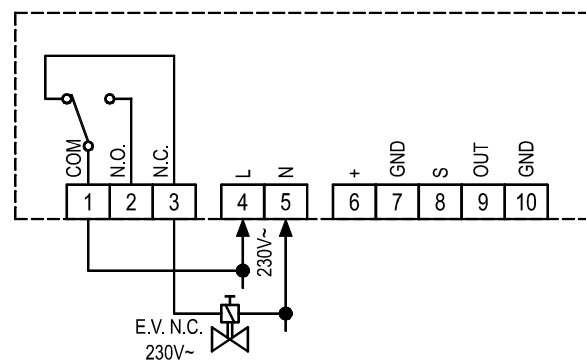 COM
N.O.
N.C.
L
N
+
GND
S
OUT
GND
1 2 3 4 5 6 7 8 9 10
230V~
E.V. N.C.
230V~